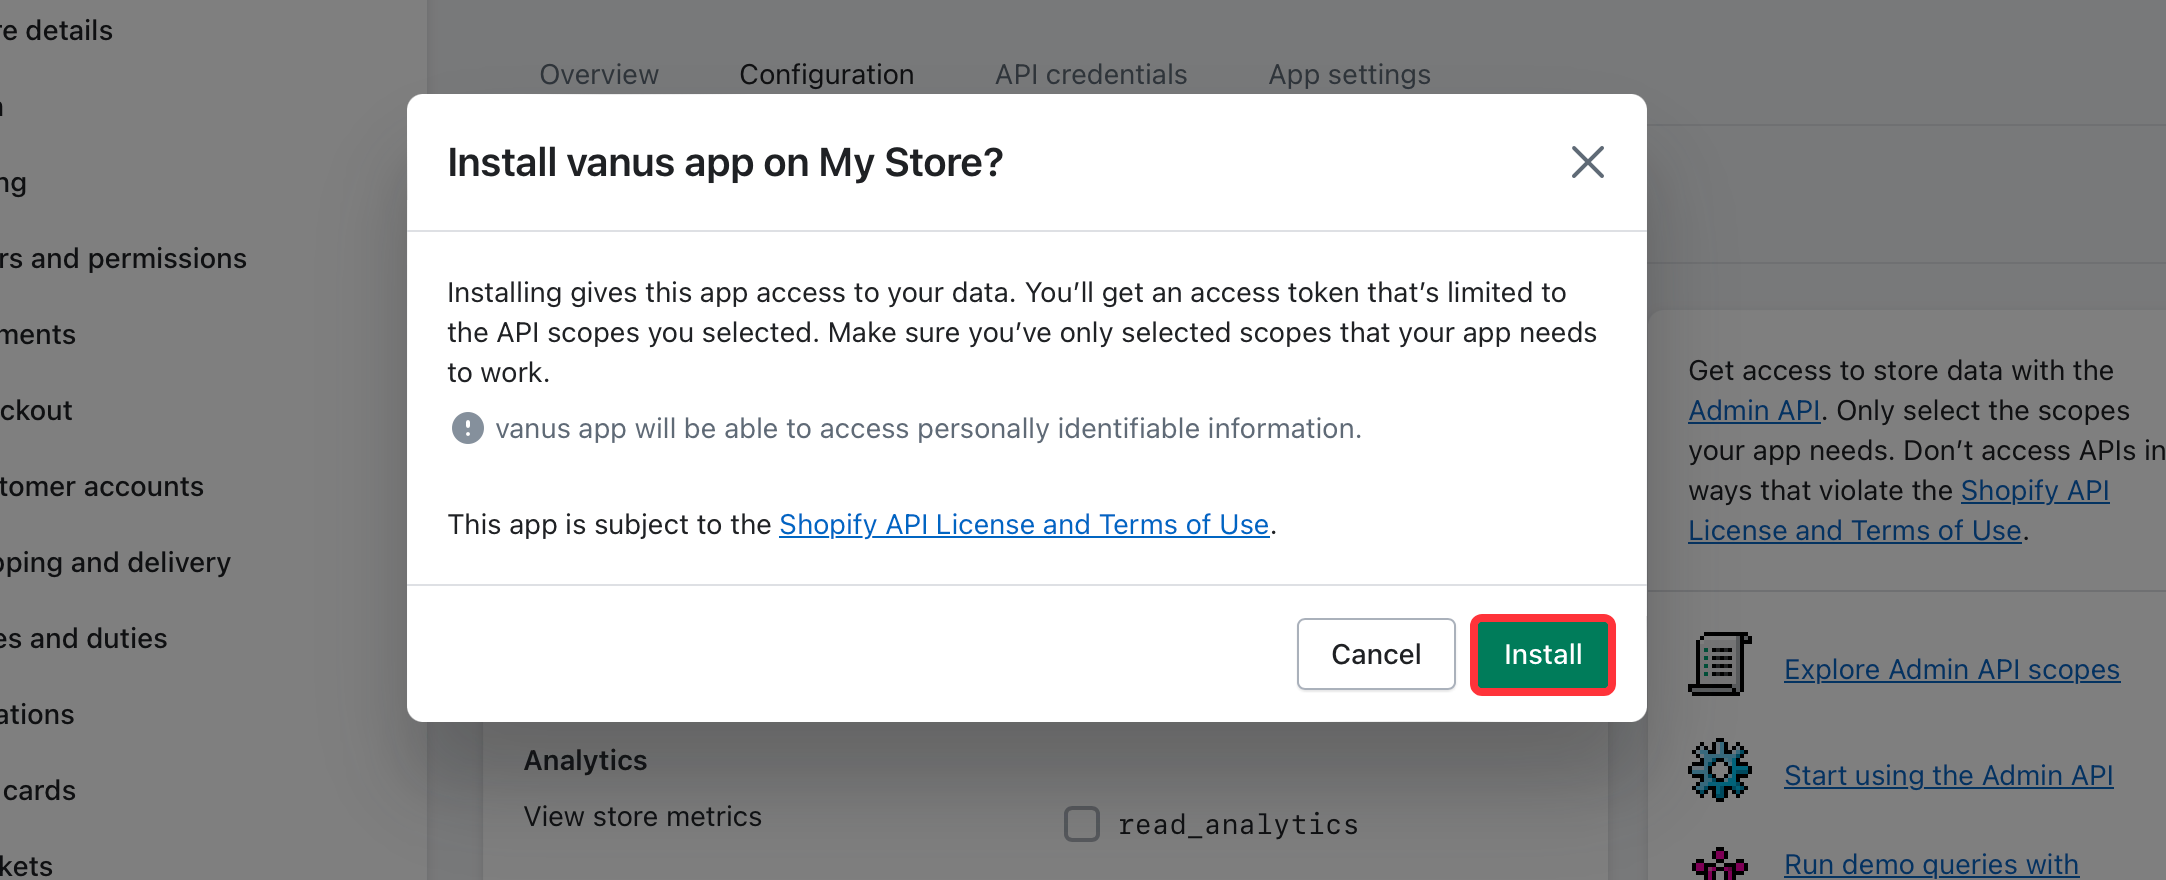 re details
ng
rs and permissions
ments
ckout
tomer accounts
pping and delivery
es and duties
ations
cards
kets
Overview
Configuration
API credentials
App settings
Install vanus app on My Store?
Installing gives this app access to your data. You’ll get an access token that’s limited to
the API scopes you selected. Make sure you’ve only selected scopes that your app needs
to work.
vanus app will be able to access personally identifiable information.
This app is subject to the Shopify API License and Terms of Use.
Cancel
Install
Analytics
View store metrics
read_analytics
Get access to store data with the
Admin API. Only select the scopes
your app needs. Don’t access APIs in
ways that violate the Shopify API
License and Terms of Use.
Explore Admin API scopes
Start using the Admin API
Run demo queries with